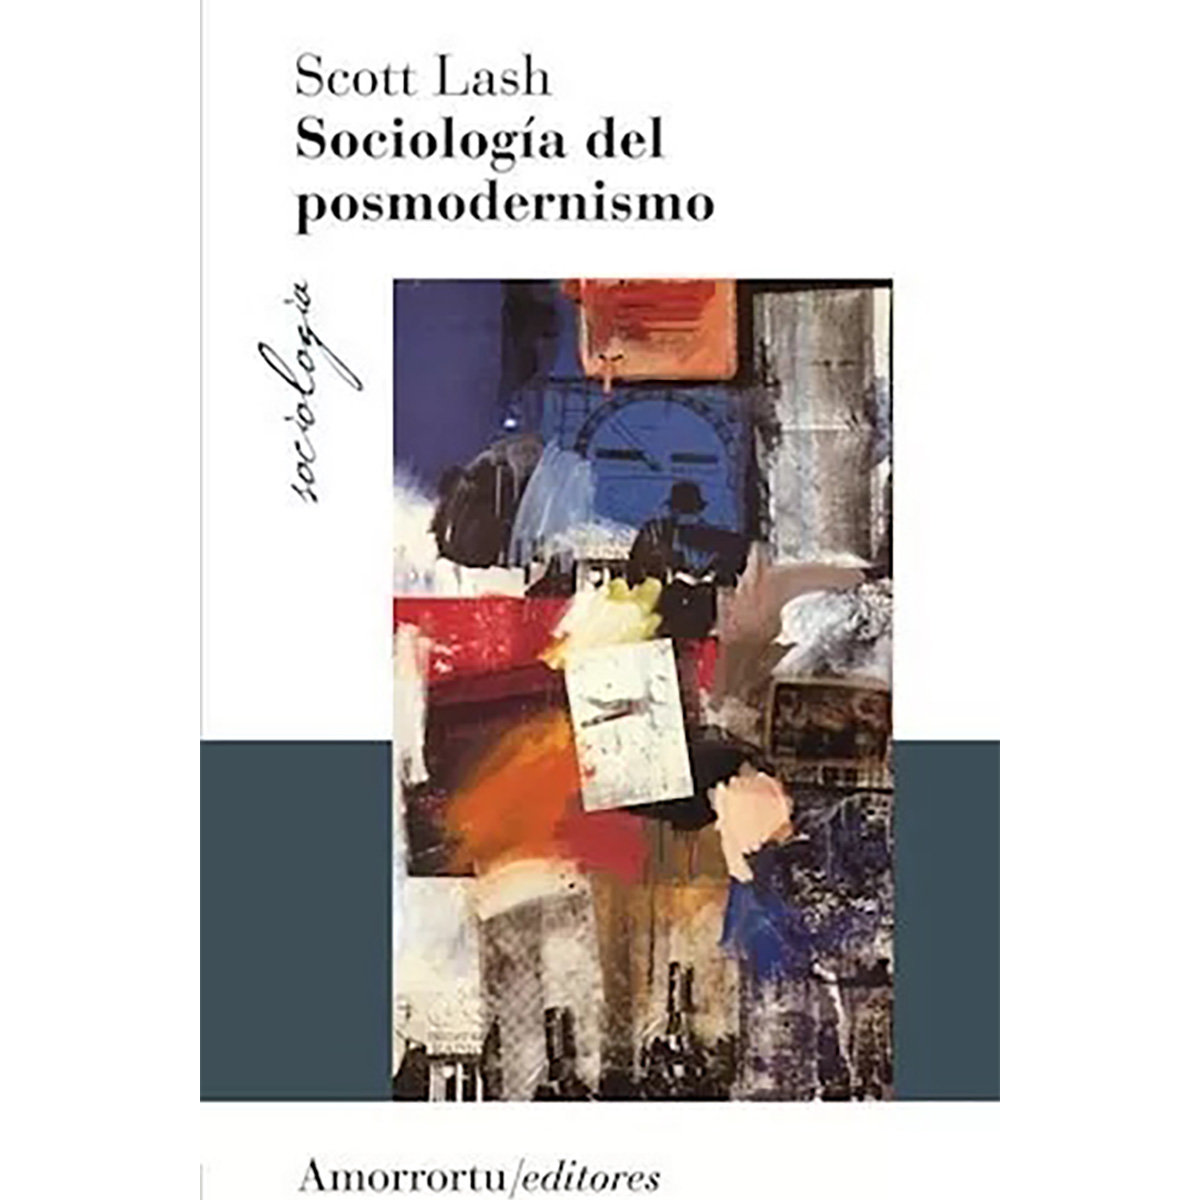 Scott Lash
Sociología del
posmodernismo
sociología
Amorrortu/editores